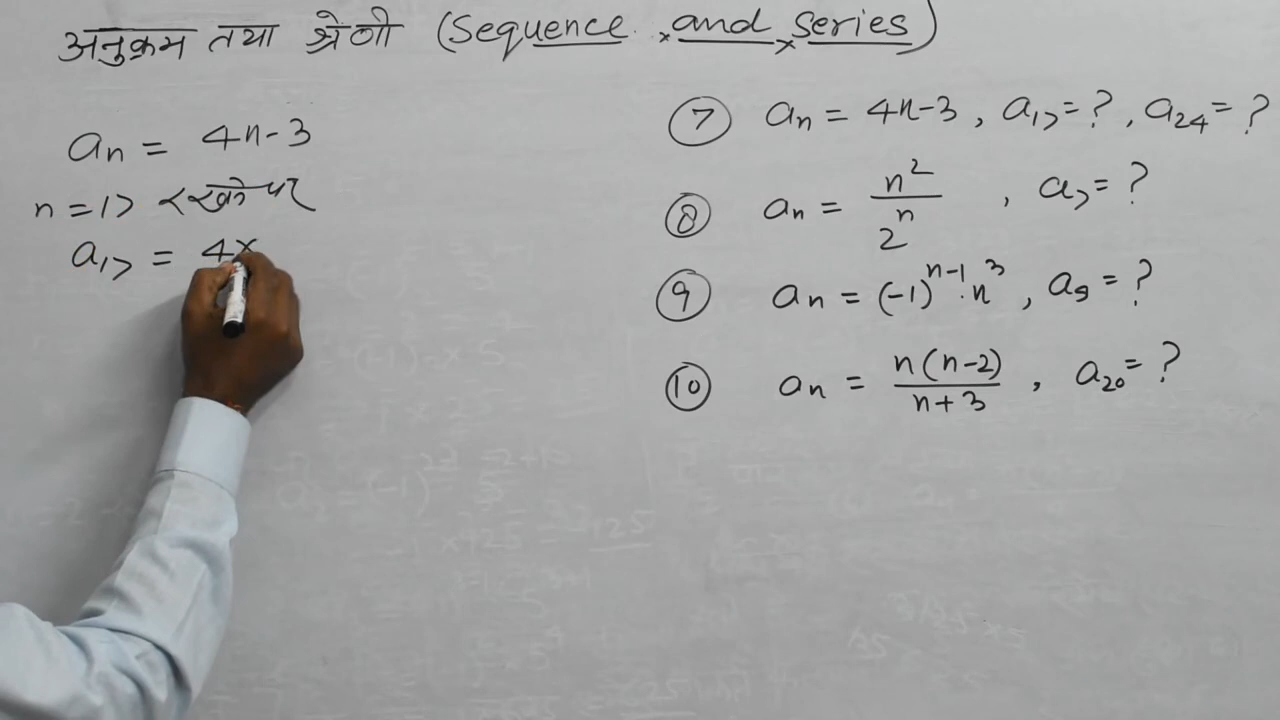 अनुक्रम तथा श्रेणी (Sequence and series)
aₙ = 4n-3
n = 17 रखने पर
a₁₇ = 4×
⑦ aₙ = 4n-3, a₁₇ = ?, a₂₄ = ?
⑧ aₙ = n²/2ⁿ, a₇ = ?
⑨ aₙ = (-1)ⁿ⁻¹·n³, a₉ = ?
⑩ aₙ = n(n-2)/n+3, a₂₀ = ?